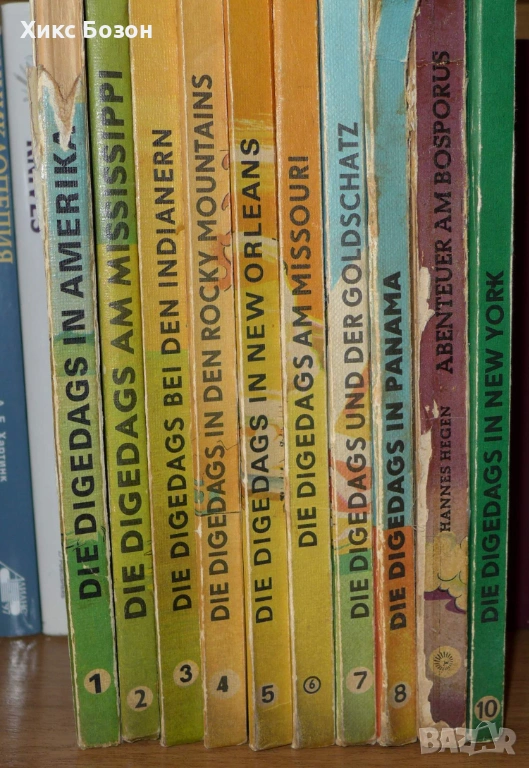 Хикс Бозон
DIE DIGEDAGS IN AMERIKA
1
DIE DIGEDAGS AM MISSISSIPPI
2
DIE DIGEDAGS BEI DEN INDIANERN
3
DIE DIGEDAGS IN DEN ROCKY MOUNTAINS
4
DIE DIGEDAGS IN NEW ORLEANS
5
DIE DIGEDAGS AM MISSOURI
6
DIE DIGEDAGS UND DER GOLDSCHATZ
7
DIE DIGEDAGS IN PANAMA
8
HANNES HEGEN ABENTEUER AM BOSPORUS
DIE DIGEDAGS IN NEW YORK
10
BAZAR